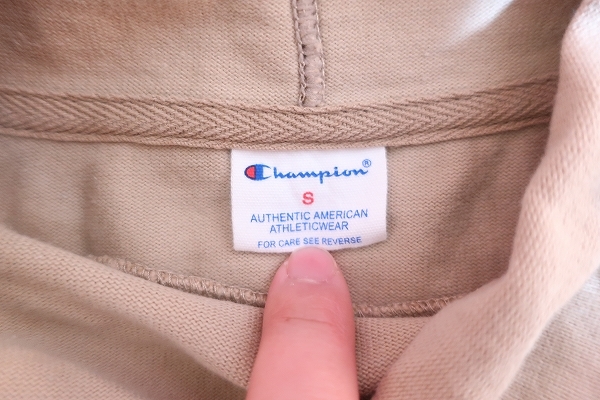 Champion®
S
AUTHENTIC AMERICAN
ATHLETICWEAR
FOR CARE SEE REVERSE